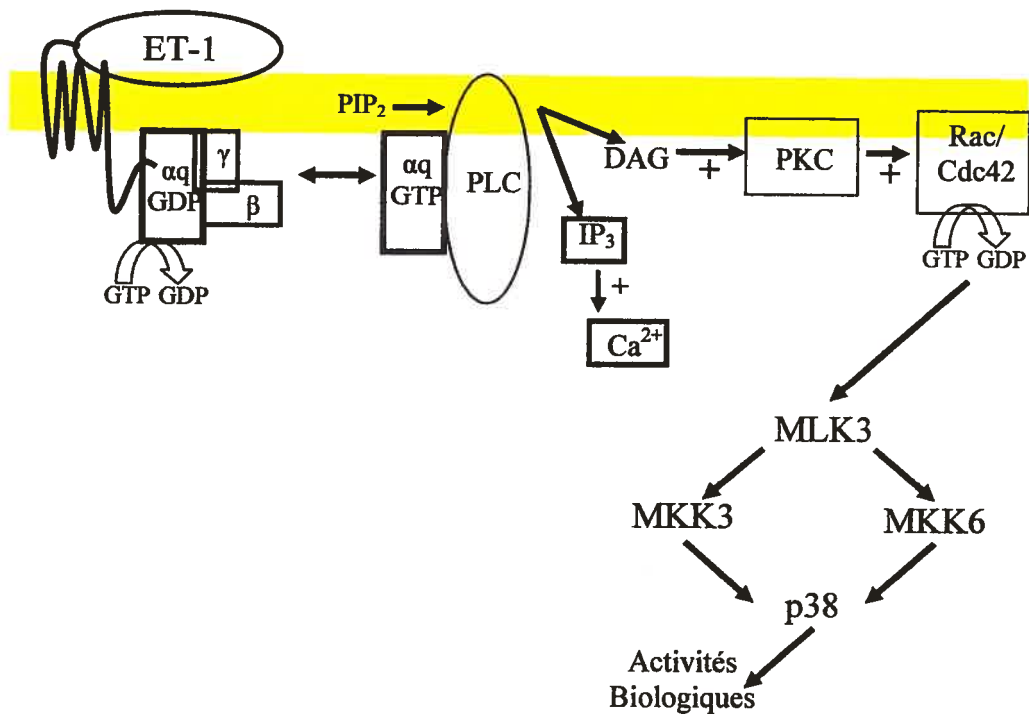 ET-1
PIP₂
αq
GDP
γ
β
αq
GTP
PLC
DAG
+
PKC
+
Rac/
Cdc42
IP₃
+
Ca²⁺
GTP GDP
GTP GDP
MLK3
MKK3
MKK6
p38
Activités
Biologiques